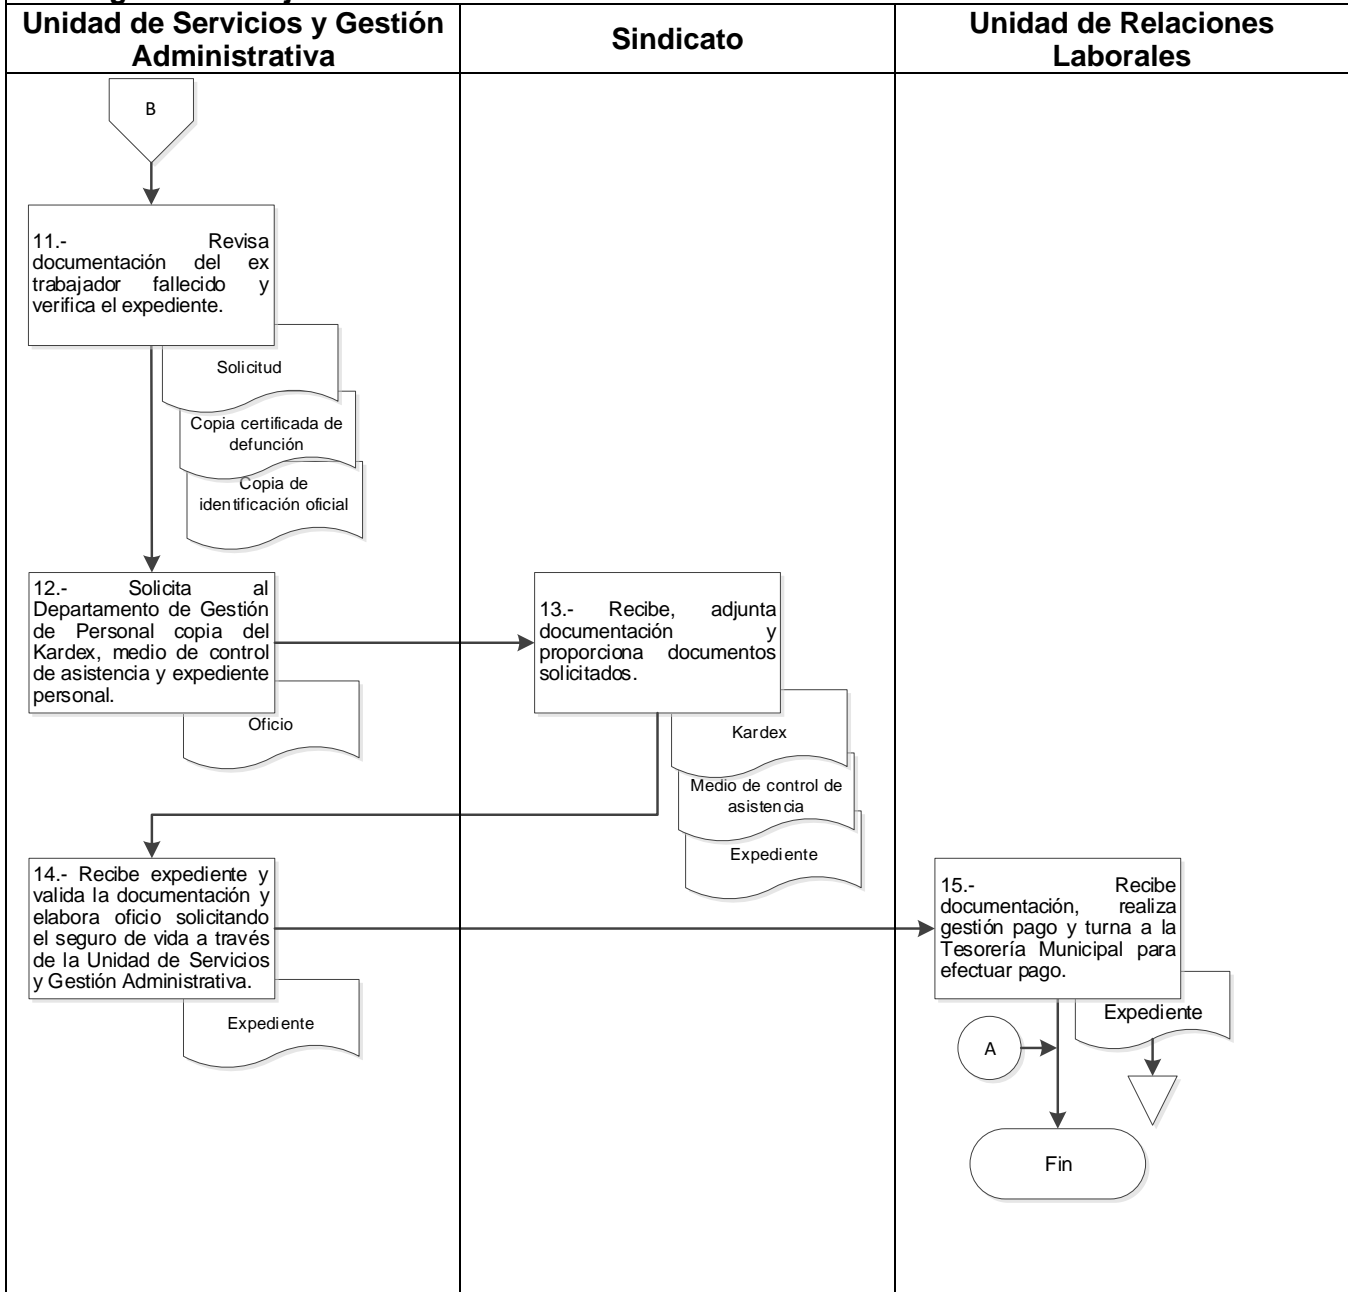 Unidad de Servicios y Gestión
Administrativa
Sindicato
Unidad de Relaciones
Laborales
B
11.- Revisa
documentación del ex
trabajador fallecido y
verifica el expediente.
Solicitud
Copia certificada de
defunción
Copia de
identificación oficial
12.- Solicita al
Departamento de Gestión
de Personal copia del
Kardex, medio de control
de asistencia y expediente
personal.
Oficio
13.- Recibe, adjunta
documentación y
proporciona documentos
solicitados.
Kardex
Medio de control de
asistencia
Expediente
14.- Recibe expediente y
valida la documentación y
elabora oficio solicitando
el seguro de vida a través
de la Unidad de Servicios
y Gestión Administrativa.
Expediente
15.- Recibe
documentación, realiza
gestión pago y turna a la
Tesorería Municipal para
efectuar pago.
Expediente
A
Fin